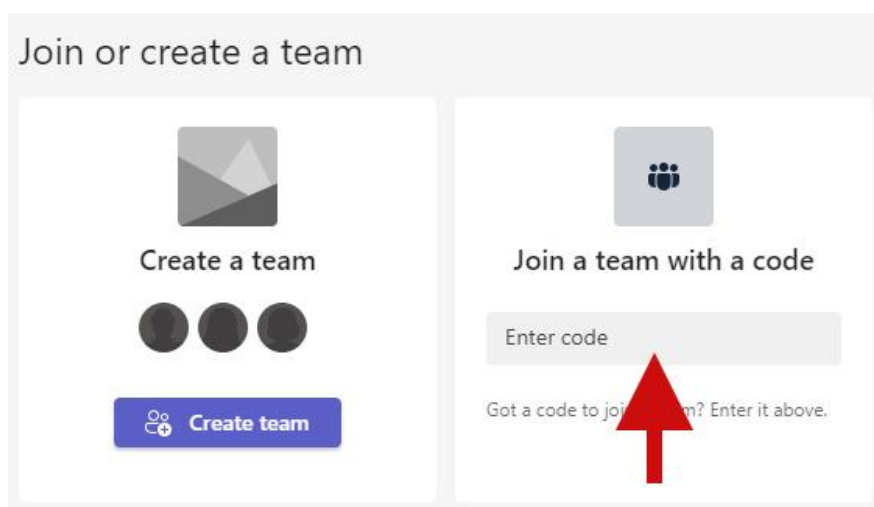 Join or create a team
Create a team
Create team
Join a team with a code
Enter code
Got a code to joi m? Enter it above.